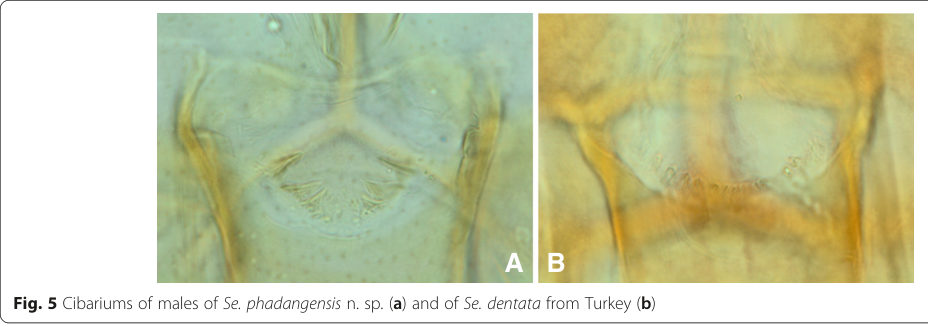 A B
Fig. 5 Cibariums of males of Se. phadangensis n. sp. (a) and of Se. dentata from Turkey (b)